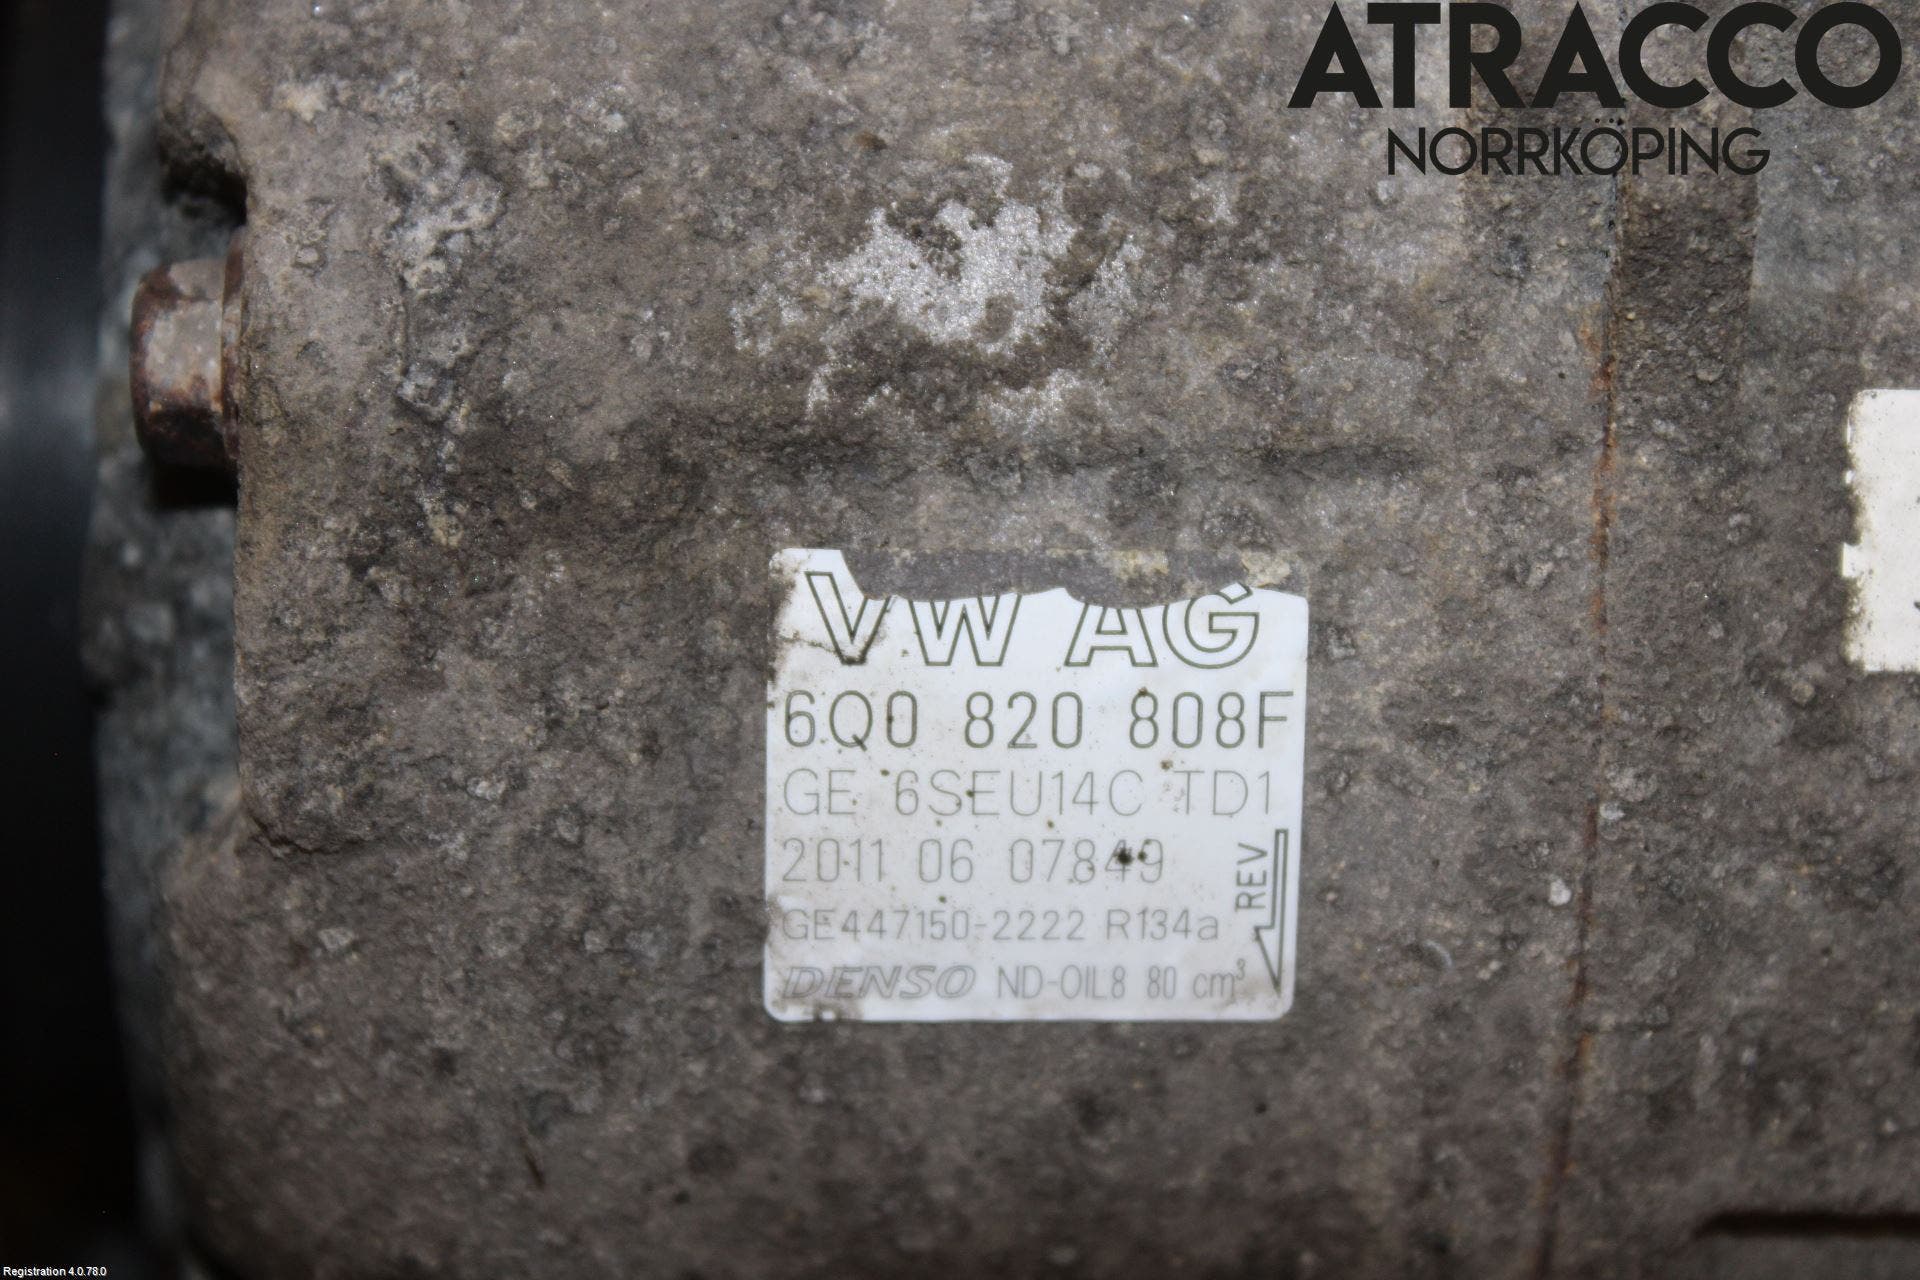 ATRACCO
NORRKÖPING
VW AG
6Q0 820 808F
GE 6SEU14C TD1
2011 06 07849
REV
GE447150-2222 R134a
DENSO ND-OIL8 80 cm³
Registration 4.0.78.0